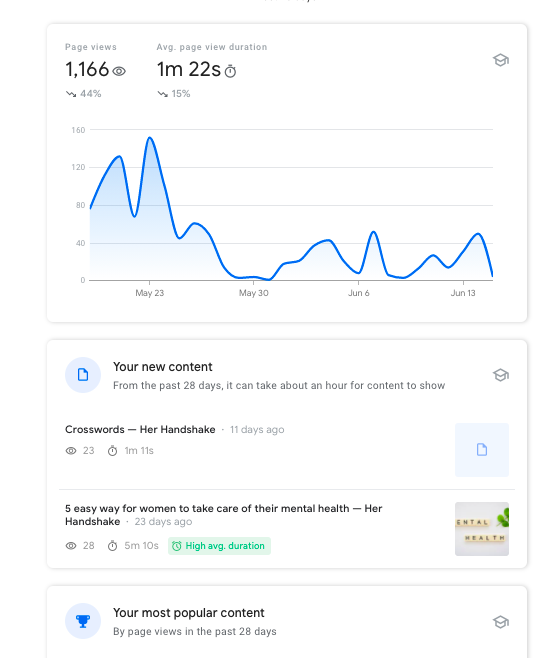 Page views
Avg. page view duration
1,166
1m 22s
44%
15%
160
120
80
40
0
May 23
May 30
Jun 6
Jun 13
Your new content
From the past 28 days, it can take about an hour for content to show
Crosswords — Her Handshake · 11 days ago
23
1m 11s
5 easy way for women to take care of their mental health — Her
Handshake · 23 days ago
28
5m 10s
High avg. duration
ENTAL
HEALTH
Your most popular content
By page views in the past 28 days